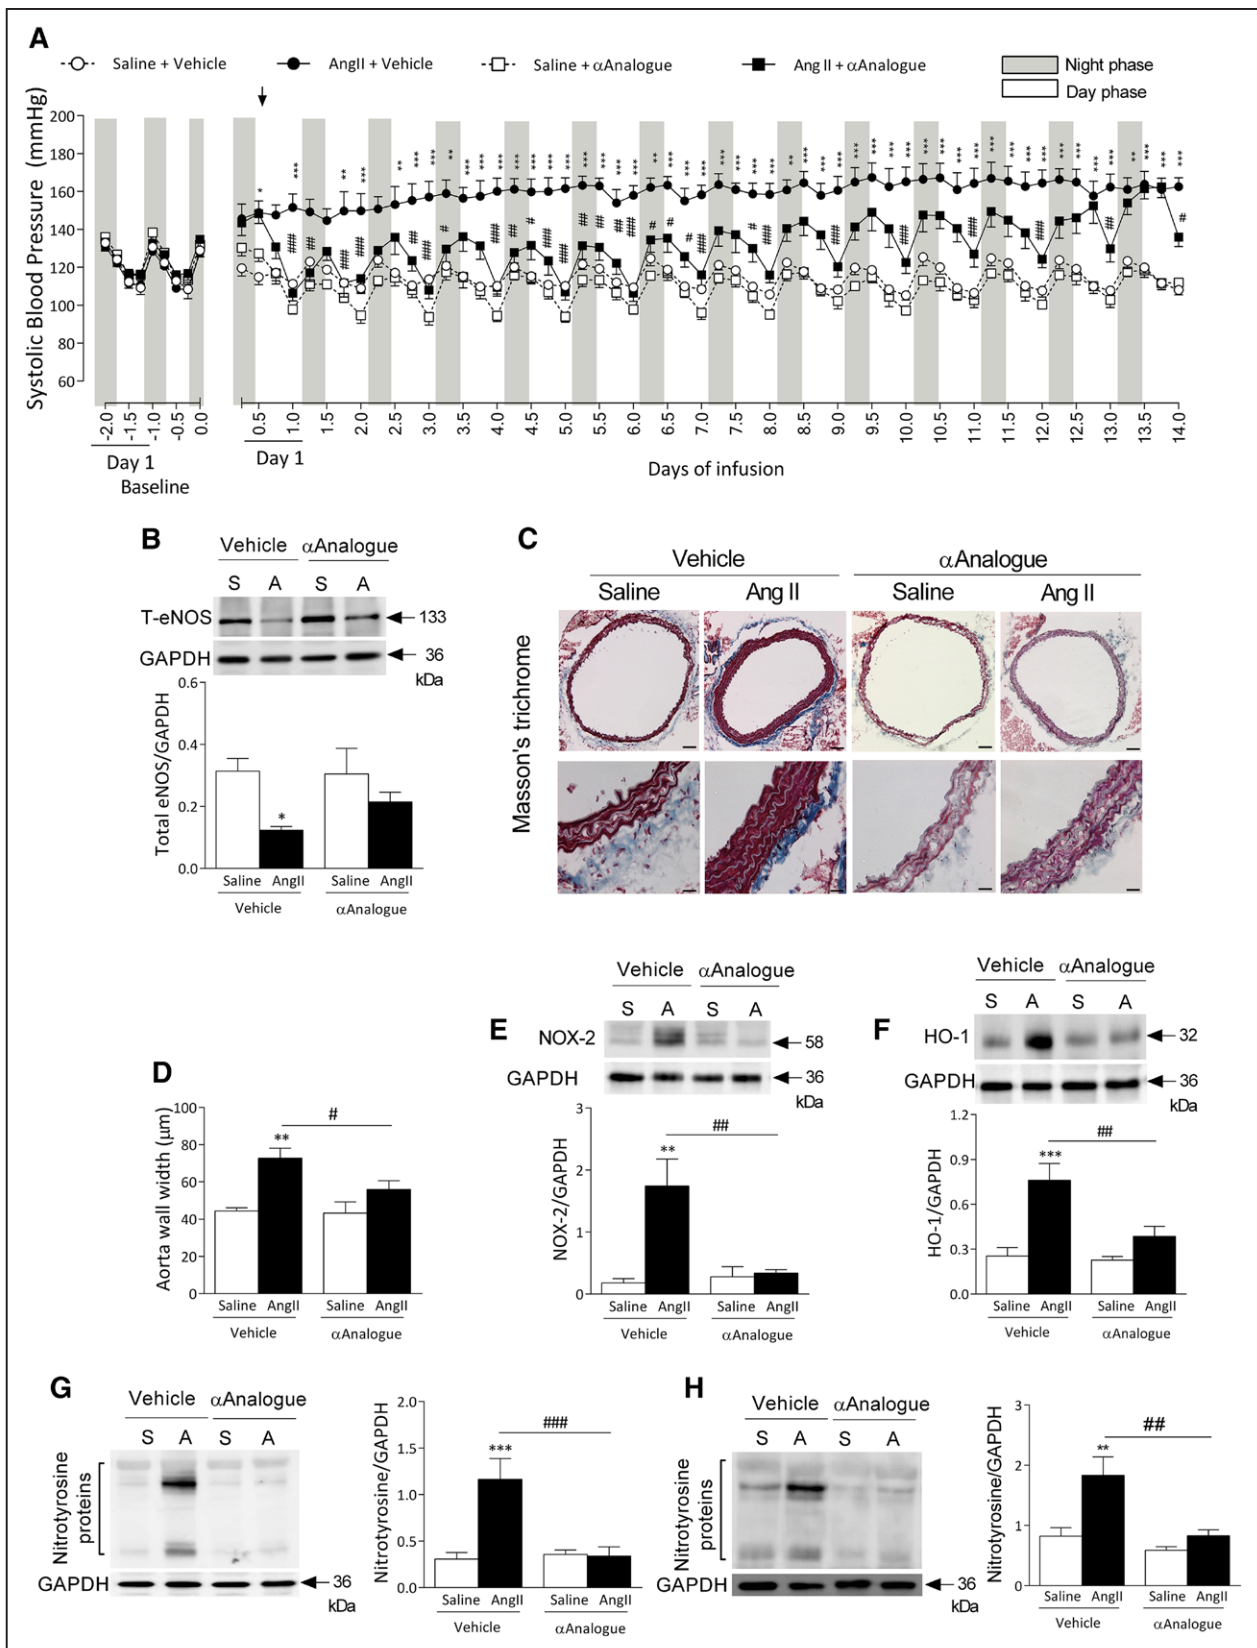 A
Saline + Vehicle
AngII + Vehicle
Saline + αAnalogue
Ang II + αAnalogue
Night phase
Day phase
Systolic Blood Pressure (mmHg)
200
180
160
140
120
100
80
60
-2.0 -1.5 -1.0 -0.5 0.0
0.5 1.0 1.5 2.0 2.5 3.0 3.5 4.0 4.5 5.0 5.5 6.0 6.5 7.0 7.5 8.0 8.5 9.0 9.5 10.0 10.5 11.0 11.5 12.0 12.5 13.0 13.5 14.0
Day 1
Baseline
Day 1
Days of infusion
B
Vehicle αAnalogue
S A S A
T-eNOS 133
GAPDH 36
kDa
Total eNOS/GAPDH
0.6
0.4
0.2
0.0
*
Saline AngII Saline AngII
Vehicle αAnalogue
C
Vehicle αAnalogue
Saline Ang II Saline Ang II
Masson's trichrome
D
Aorta wall width (μm)
100
80
60
40
20
0
**
#
Saline AngII Saline AngII
Vehicle αAnalogue
E
Vehicle αAnalogue
S A S A
NOX-2 58
GAPDH 36
kDa
NOX-2/GAPDH
3
2
1
0
**
##
Saline AngII Saline AngII
Vehicle αAnalogue
F
Vehicle αAnalogue
S A S A
HO-1 32
GAPDH 36
kDa
HO-1/GAPDH
1.2
0.9
0.6
0.3
0
***
##
Saline AngII Saline AngII
Vehicle αAnalogue
G
Vehicle αAnalogue
S A S A
Nitrotyrosine
proteins
GAPDH 36
kDa
Nitrotyrosine/GAPDH
2.0
1.5
1.0
0.5
0.0
***
###
Saline AngII Saline AngII
Vehicle αAnalogue
H
Vehicle αAnalogue
S A S A
Nitrotyrosine
proteins
GAPDH 36
kDa
Nitrotyrosine/GAPDH
3
2
1
0
**
##
Saline AngII Saline AngII
Vehicle αAnalogue